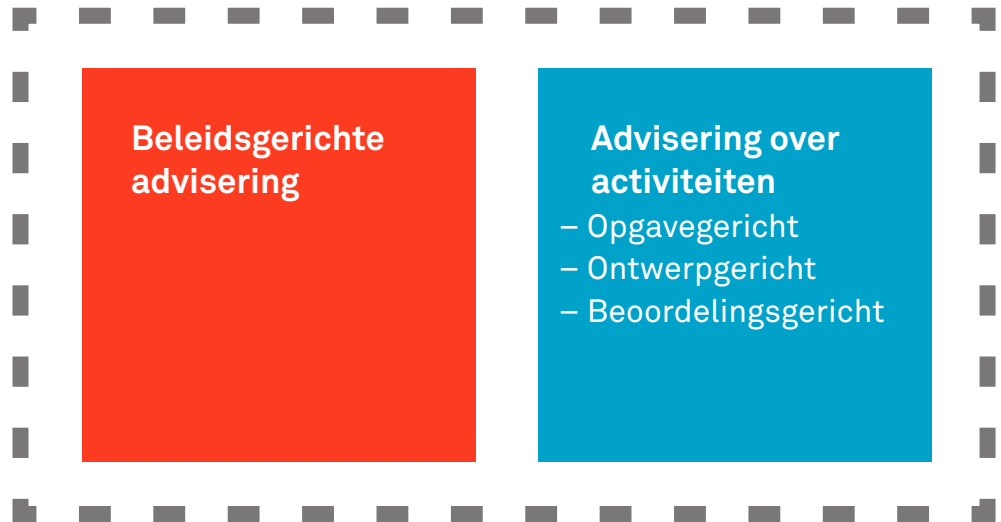 Beleidsgerichte
advisering
Advisering over
activiteiten
– Opgavegericht
– Ontwerpgericht
– Beoordelingsgericht